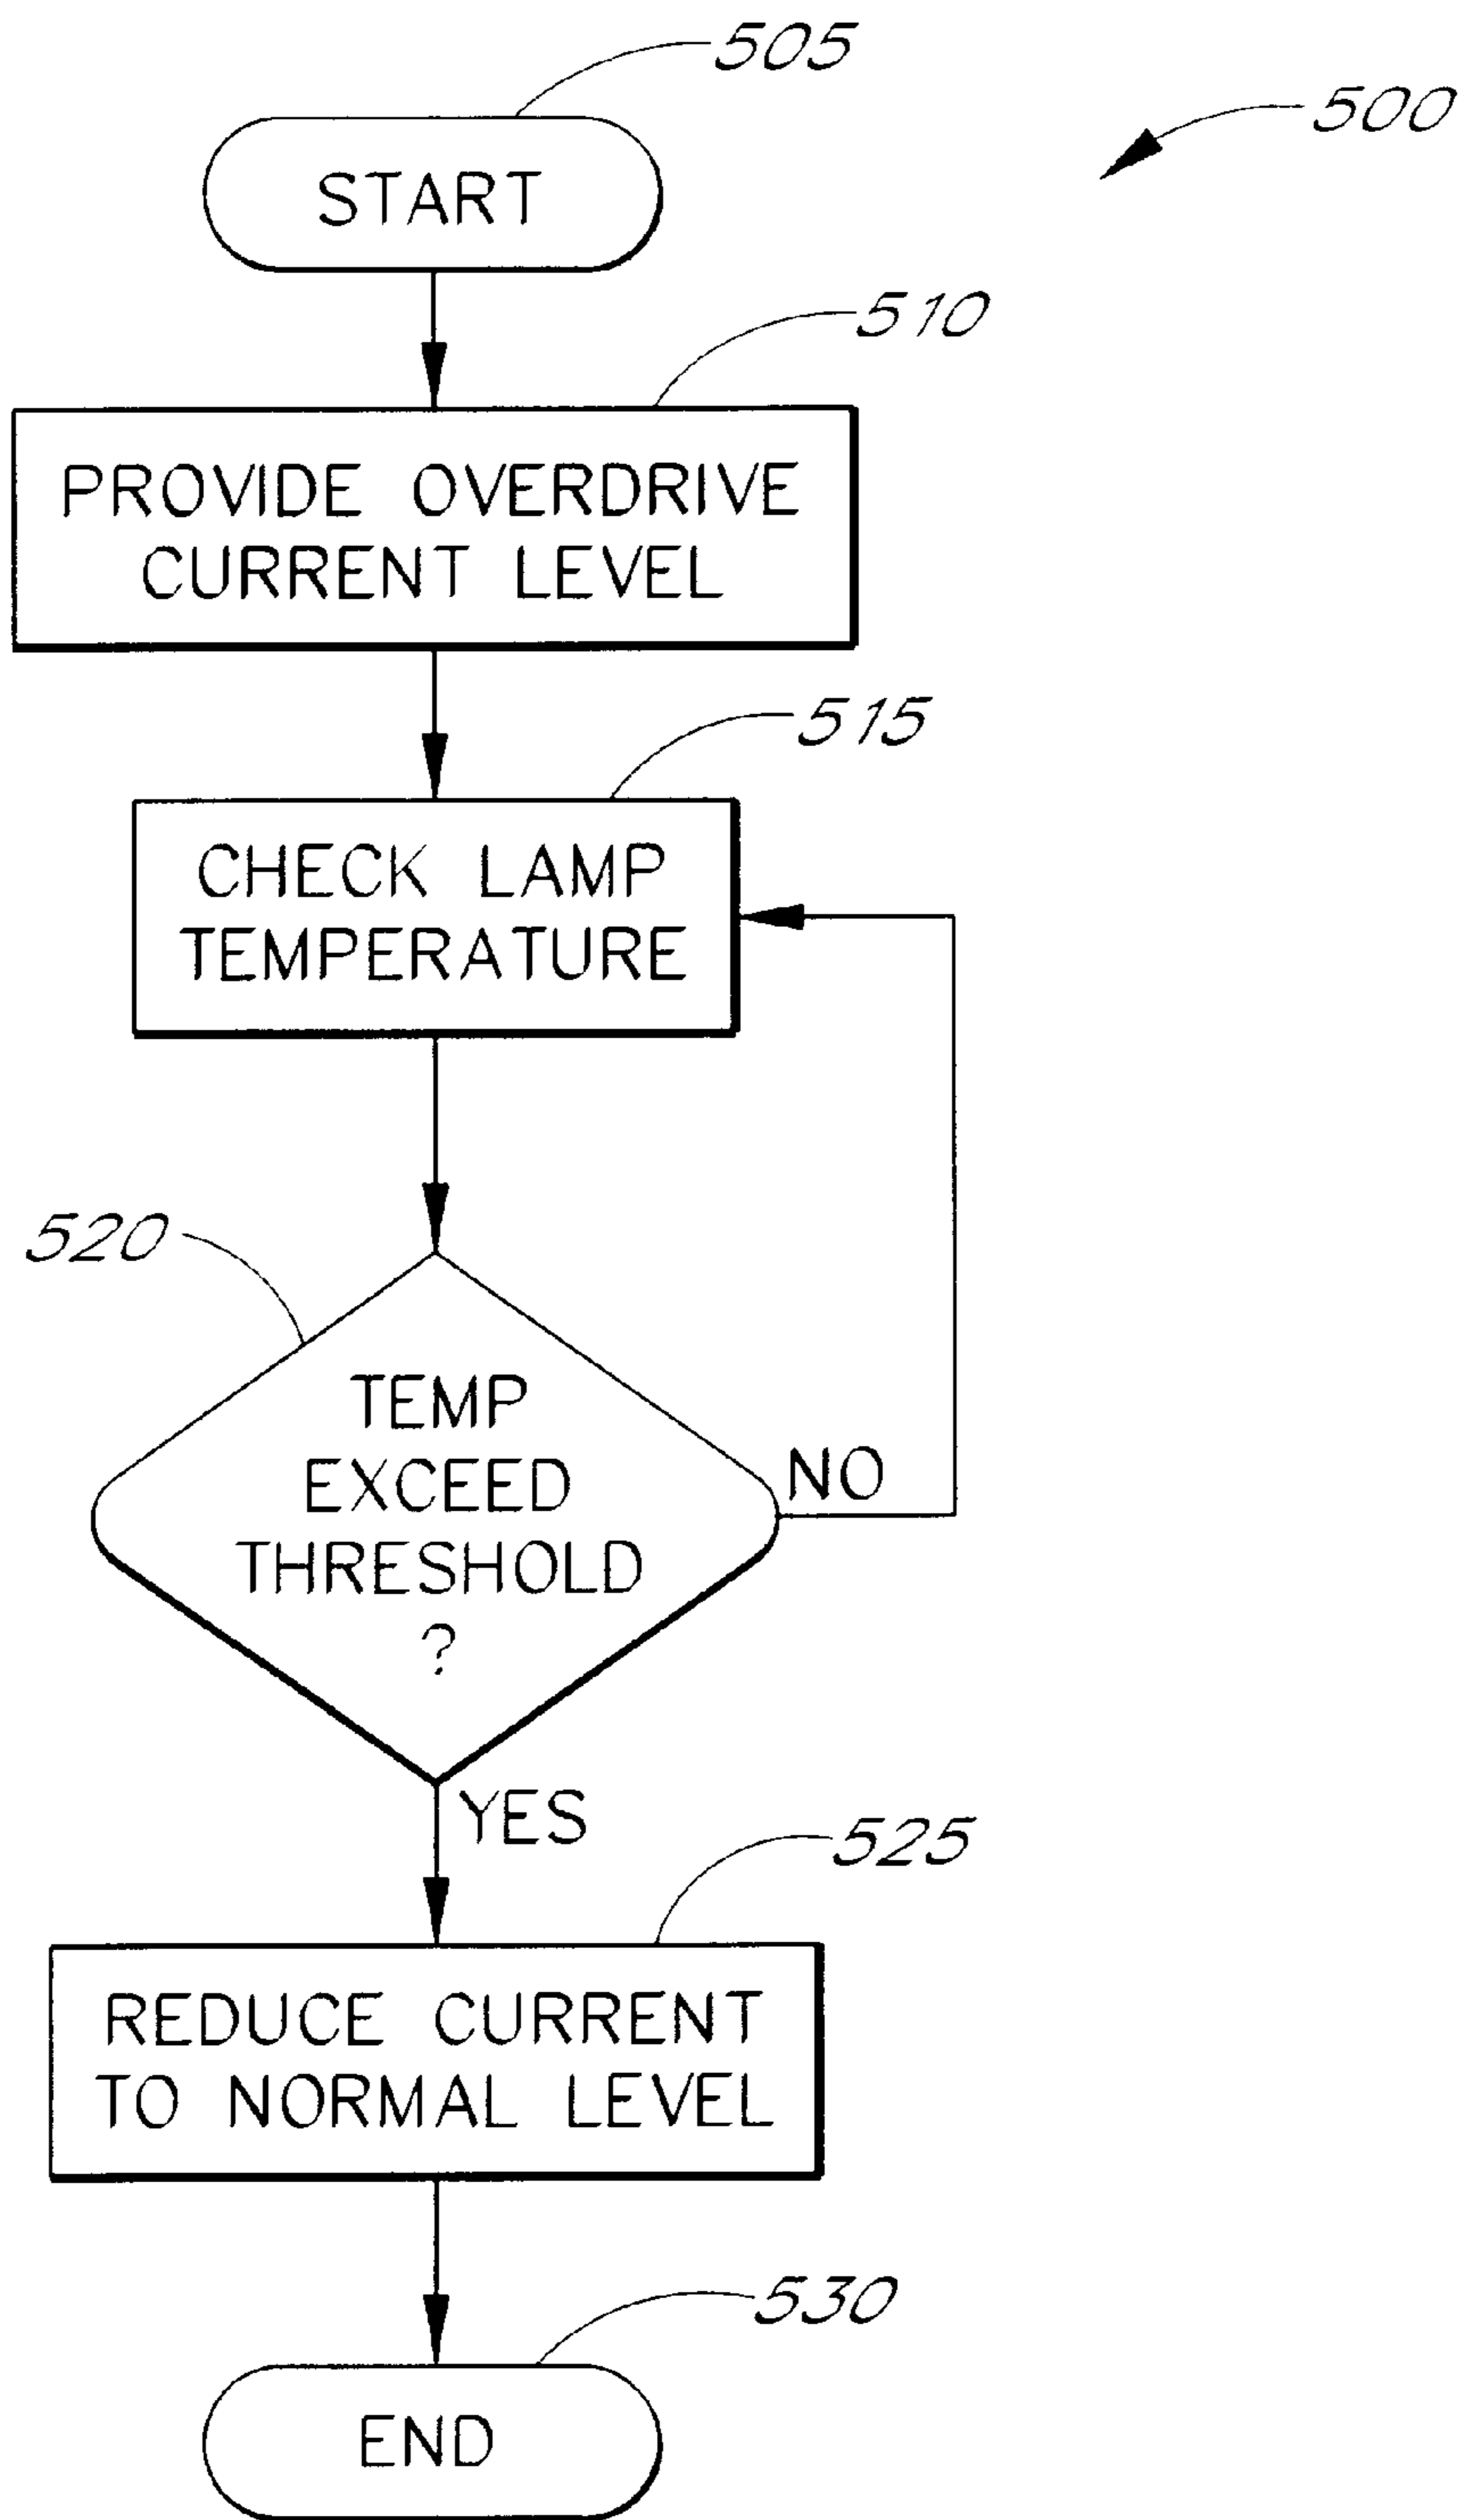 505
500
START
510
PROVIDE OVERDRIVE
CURRENT LEVEL
515
CHECK LAMP
TEMPERATURE
520
TEMP
EXCEED
THRESHOLD
?
NO
YES
525
REDUCE CURRENT
TO NORMAL LEVEL
530
END